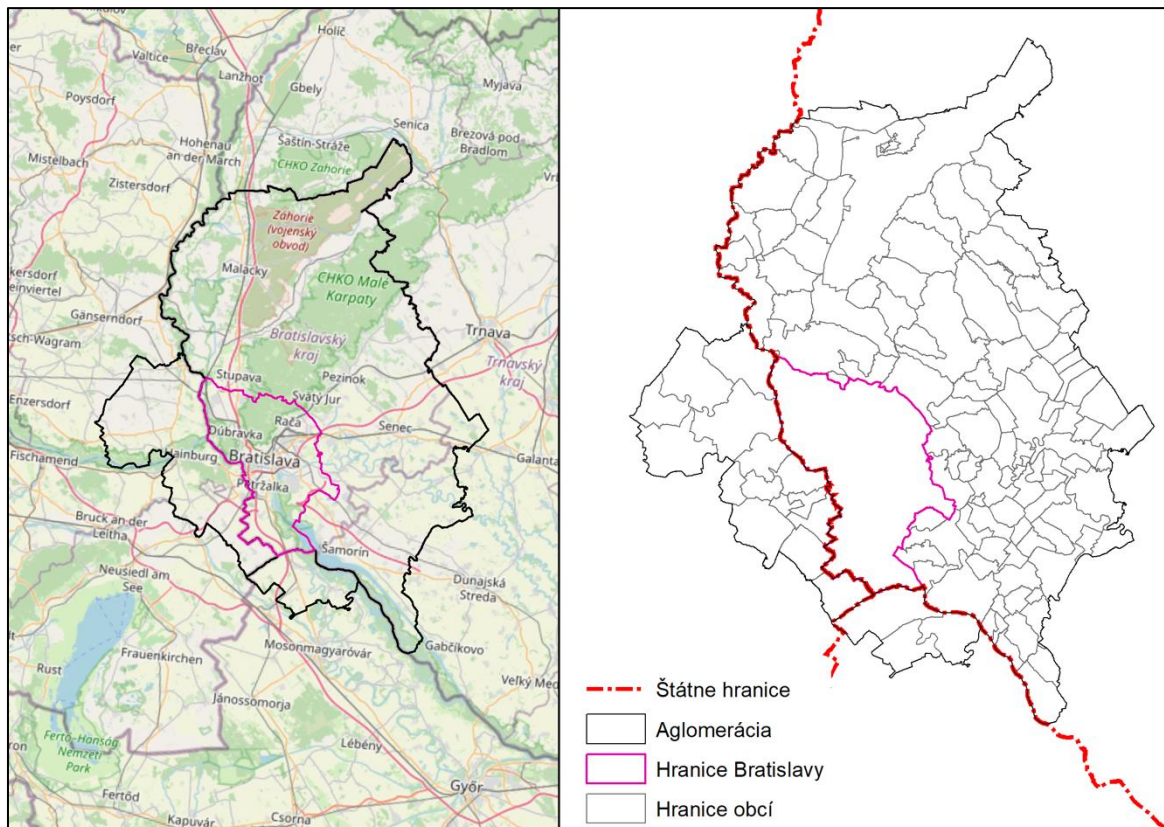 Holíč
Mikulov
Břeclav
Valtice
Lanžhot
Myjava
Gbely
Poysdorf
Senica
Brezová pod
Bradlom
Šaštín-Stráže
Hohenau
an der March
CHKO Záhorie
Mistelbach
Zistersdorf
Záhorie
(vojenský
obvod)
Malacky
CHKO Malé
Karpaty
Gänserndorf
Bratislavský
kraj
Trnava
Trnavský
kraj
Stupava
Pezinok
Svätý Jur
Enzersdorf
Rača
Dúbravka
Senec
Fischamend
Hainburg
Bratislava
Galanta
Petržalka
Bruck an der
Leitha
Šamorín
Neusiedl am
See
Dunajská
Streda
Mosonmagyaróvár
Gabčíkovo
Rust
Frauenkirchen
Jánossomorja
Fertő-Hanság
Nemzeti
Park
Lébény
Győr
Fertőd
Kapuvár
Csorna
Štátne hranice
Aglomerácia
Hranice Bratislavy
Hranice obcí